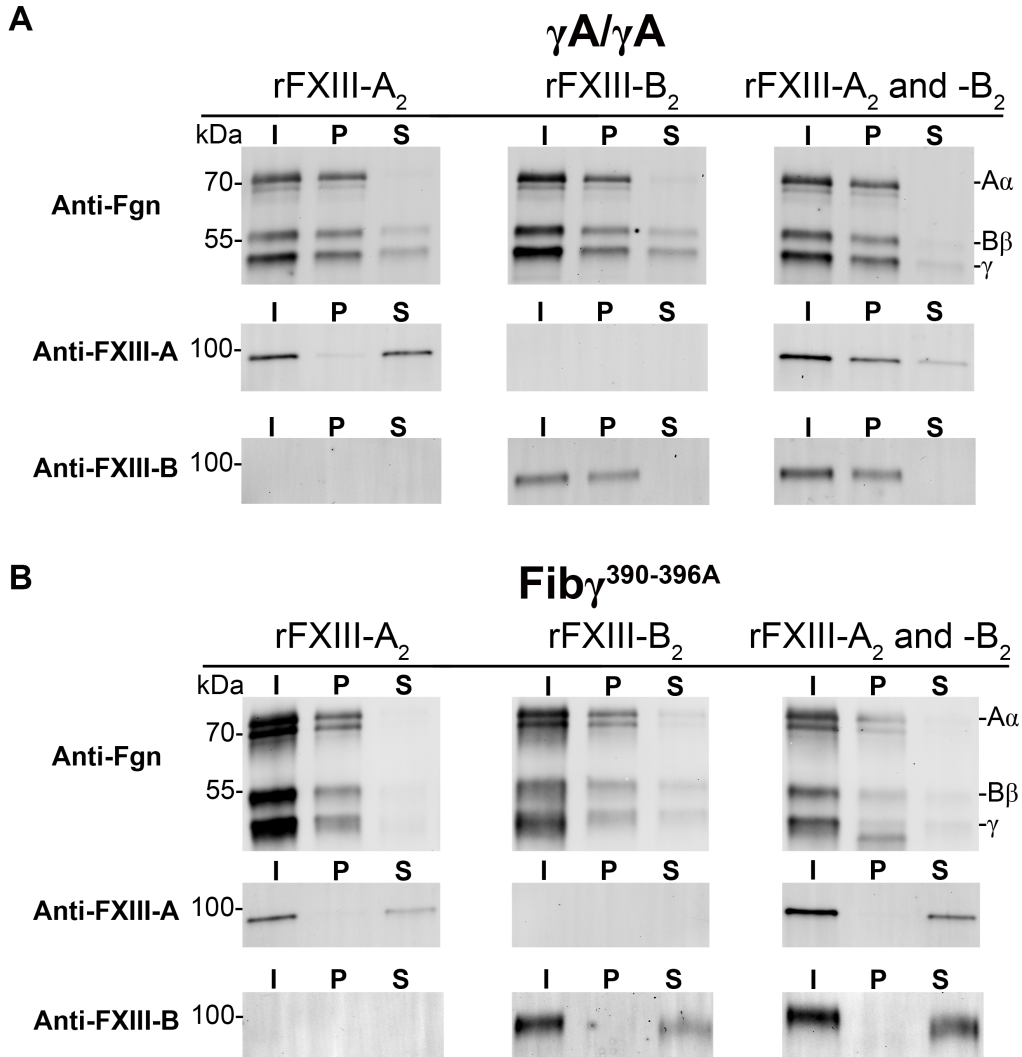 A
γA/γA
rFXIII-A2 rFXIII-B2 rFXIII-A2 and -B2
kDa I P S I P S I P S
Anti-Fgn 70- 55- -Aα -Bβ -γ
I P S I P S I P S
Anti-FXIII-A 100-
I P S I P S I P S
Anti-FXIII-B 100-
B
Fibγ390-396A
rFXIII-A2 rFXIII-B2 rFXIII-A2 and -B2
kDa I P S I P S I P S
Anti-Fgn 70- 55- -Aα -Bβ -γ
I P S I P S I P S
Anti-FXIII-A 100-
I P S I P S I P S
Anti-FXIII-B 100-